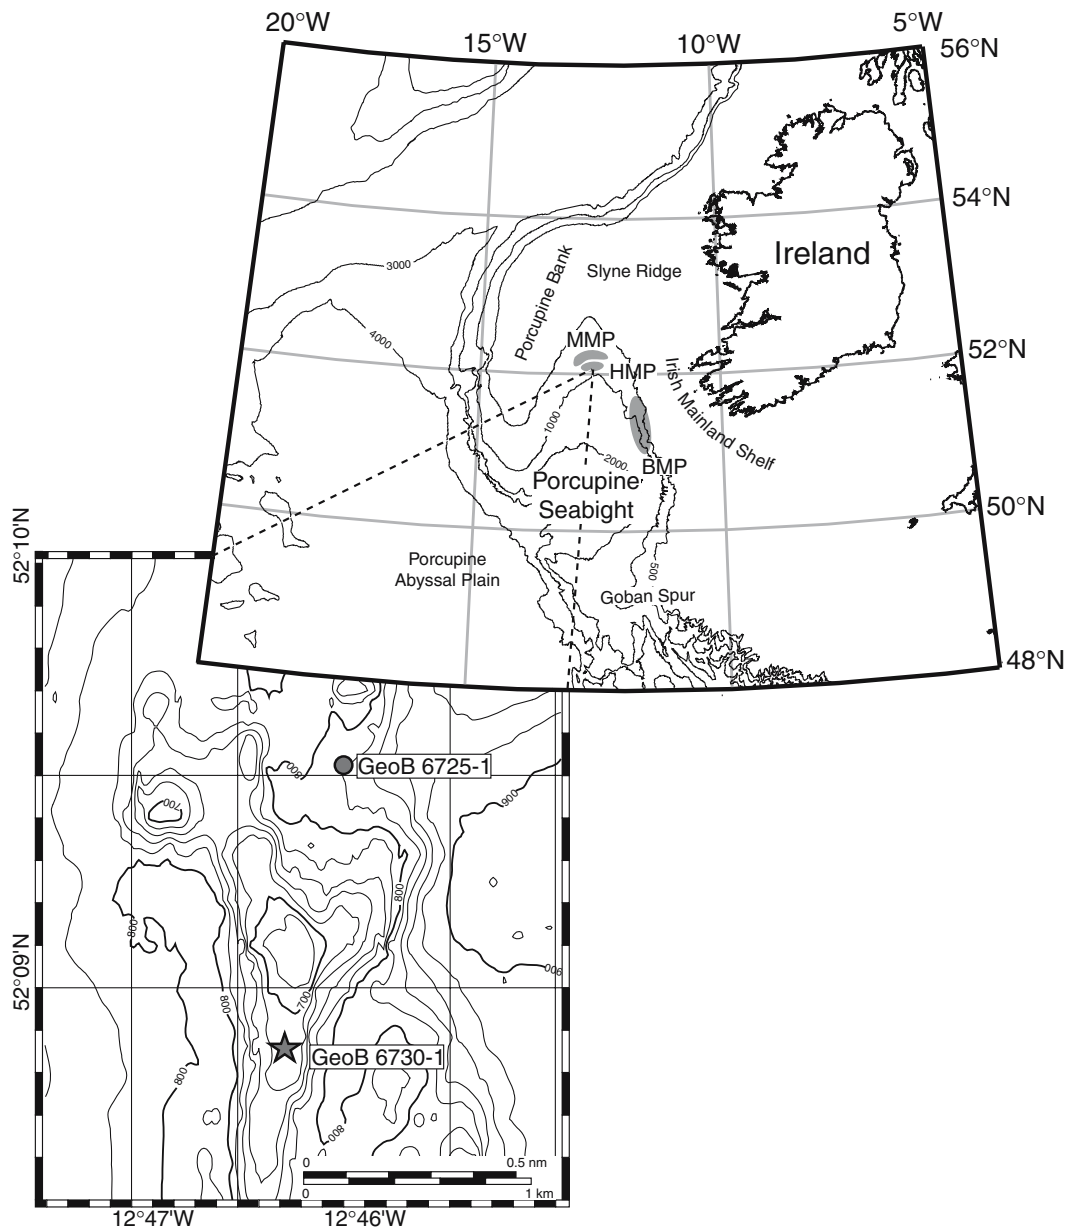 20°W
5°W
15°W
10°W
56°N
54°N
Ireland
Slyne Ridge
Porcupine Bank
3000
4000
MMP
HMP
52°N
Irish Mainland Shelf
1000
2000
BMP
Porcupine
Seabight
50°N
Porcupine
Abyssal Plain
500
Goban Spur
48°N
52°10'N
800
GeoB 6725-1
700
900
800
800
52°09'N
900
700
800
GeoB 6730-1
800
800
0
0.5 nm
0
1 km
12°47'W
12°46'W